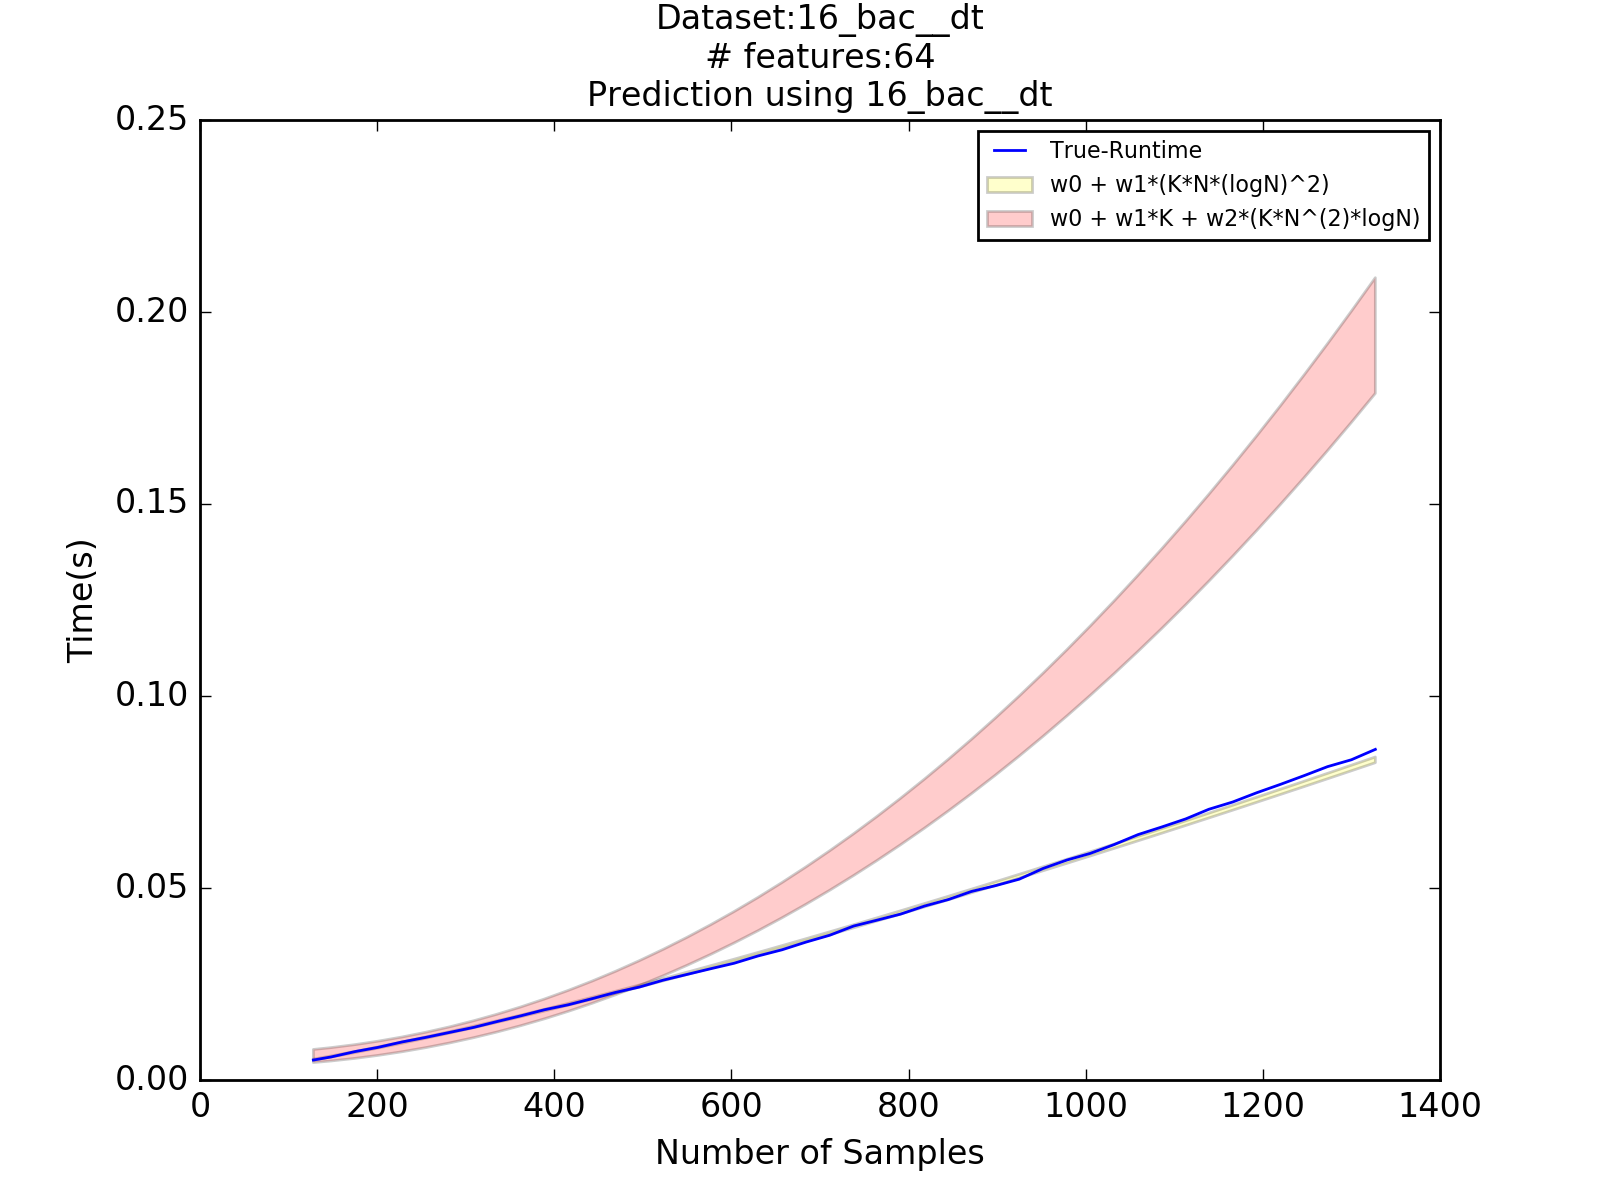 Dataset:16_bac__dt
# features:64
Prediction using 16_bac__dt
0.25
0.20
0.15
0.10
0.05
0.00
Time(s)
True-Runtime
w0 + w1*(K*N*(logN)^2)
w0 + w1*K + w2*(K*N^(2)*logN)
0 200 400 600 800 1000 1200 1400
Number of Samples